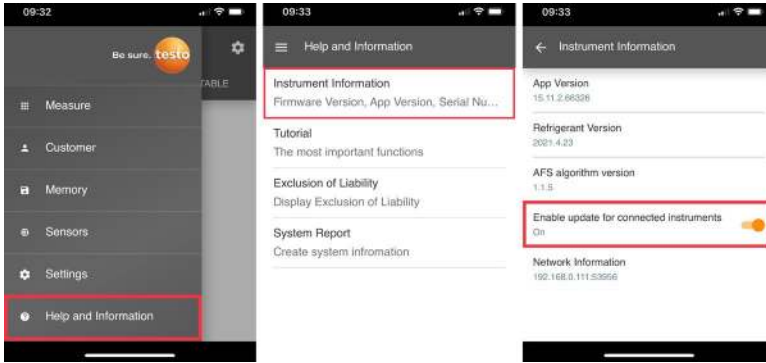 09:32
Be sure. testo
TABLE
Measure
Customer
Memory
Sensors
Settings
Help and Information
09:33
Help and Information
Instrument Information
Firmware Version, App Version, Serial Nu...
Tutorial
The most important functions
Exclusion of Liability
Display Exclusion of Liability
System Report
Create system infromation
09:33
Instrument Information
App Version
15.11.2.66328
Refrigerant Version
2021.4.23
AFS algorithm version
1.1.5
Enable update for connected instruments
On
Network Information
192.168.0.111:53556